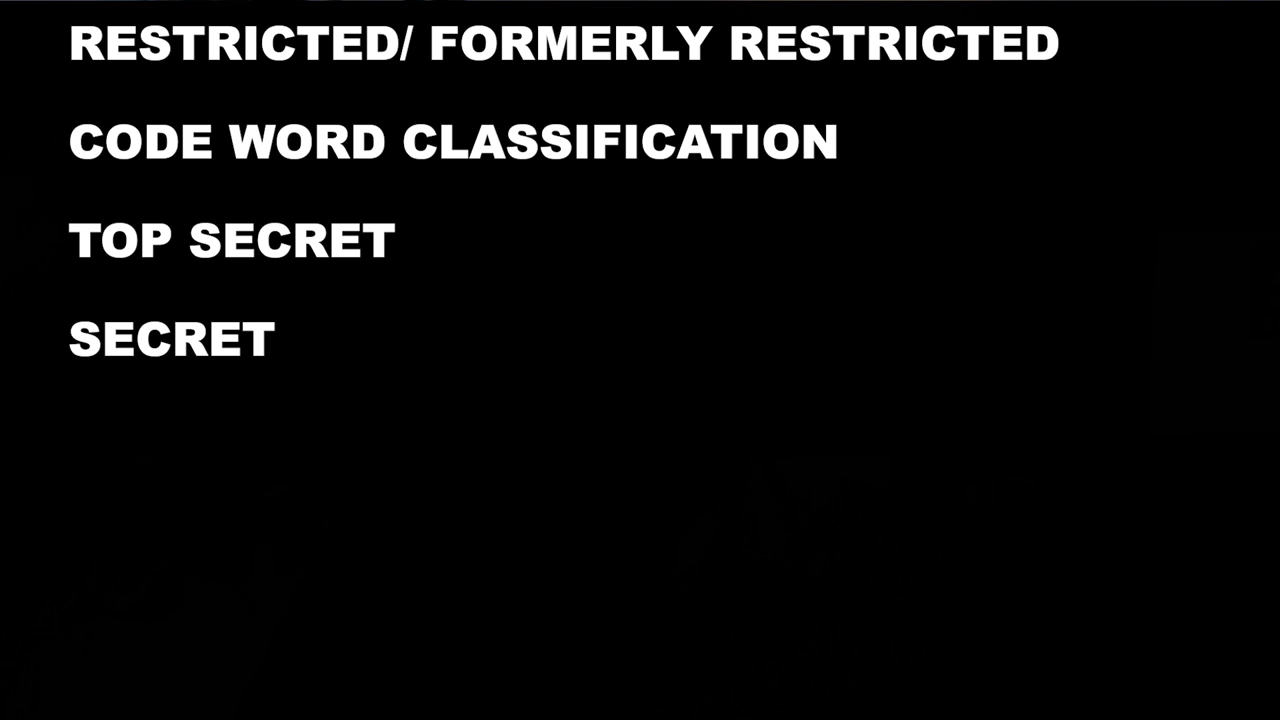 RESTRICTED/ FORMERLY RESTRICTED
CODE WORD CLASSIFICATION
TOP SECRET
SECRET